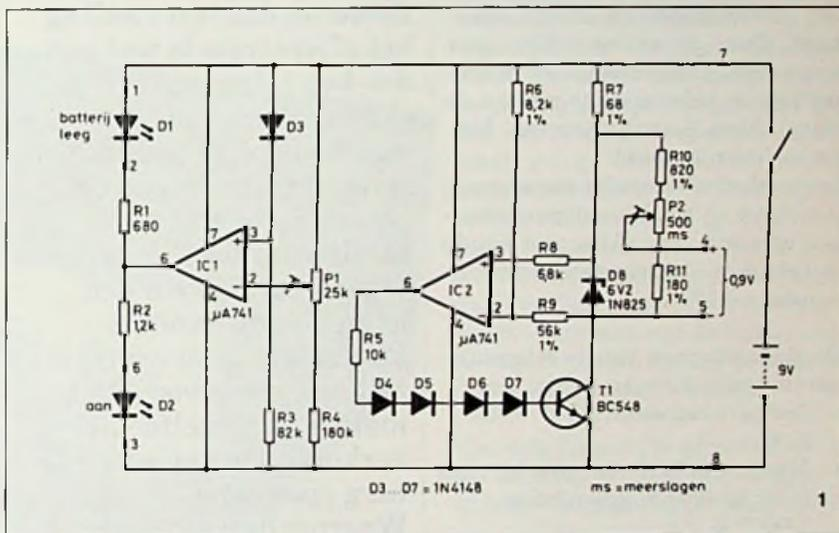 7
1
batterij
leeg
D1
2
D3
R6
8,2k
1%
R7
68
1%
R10
820
1%
P2
500
ms
R1
680
7
3
6
IC1
2
4
µA741
P1
25k
7
3
6
IC2
2
4
µA741
R8
6,8k
R9
56k
1%
D8
6V2
1N825
4
R11
180
1%
0,9V
5
R2
1,2k
R5
10k
6
D4
D5
D6
D7
T1
BC548
9V
aan
D2
3
R3
82k
R4
180k
8
D3....D7 = 1N4148
ms = meerslagen
1